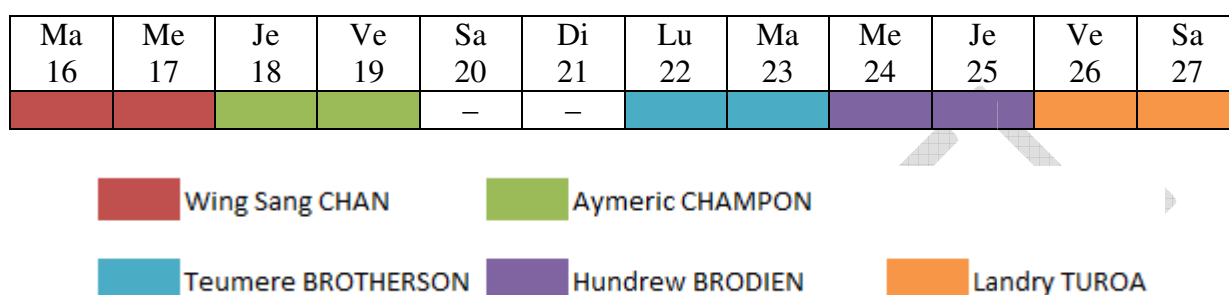 Ma Me Je Ve Sa Di Lu Ma Me Je Ve Sa
16 17 18 19 20 21 22 23 24 25 26 27
– –
Wing Sang CHAN Aymeric CHAMPON
Teumere BROTHERSON Hundrew BRODIEN Landry TUROA